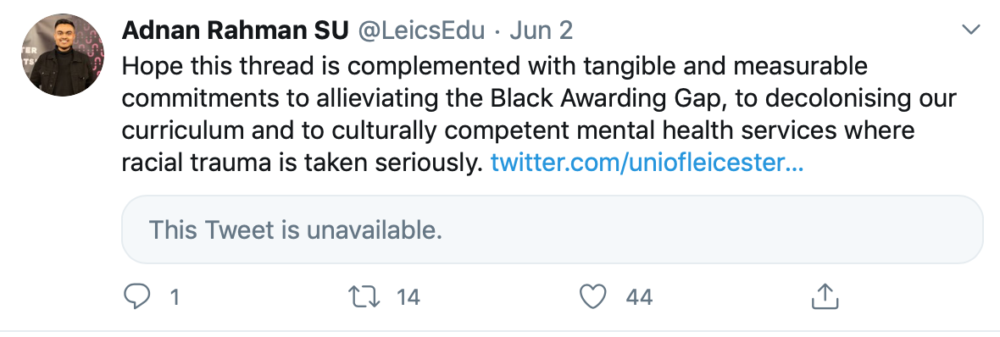 Adnan Rahman SU @LeicsEdu · Jun 2
Hope this thread is complemented with tangible and measurable
commitments to allieviating the Black Awarding Gap, to decolonising our
curriculum and to culturally competent mental health services where
racial trauma is taken seriously. twitter.com/uniofleicester...
This Tweet is unavailable.
1 14 44